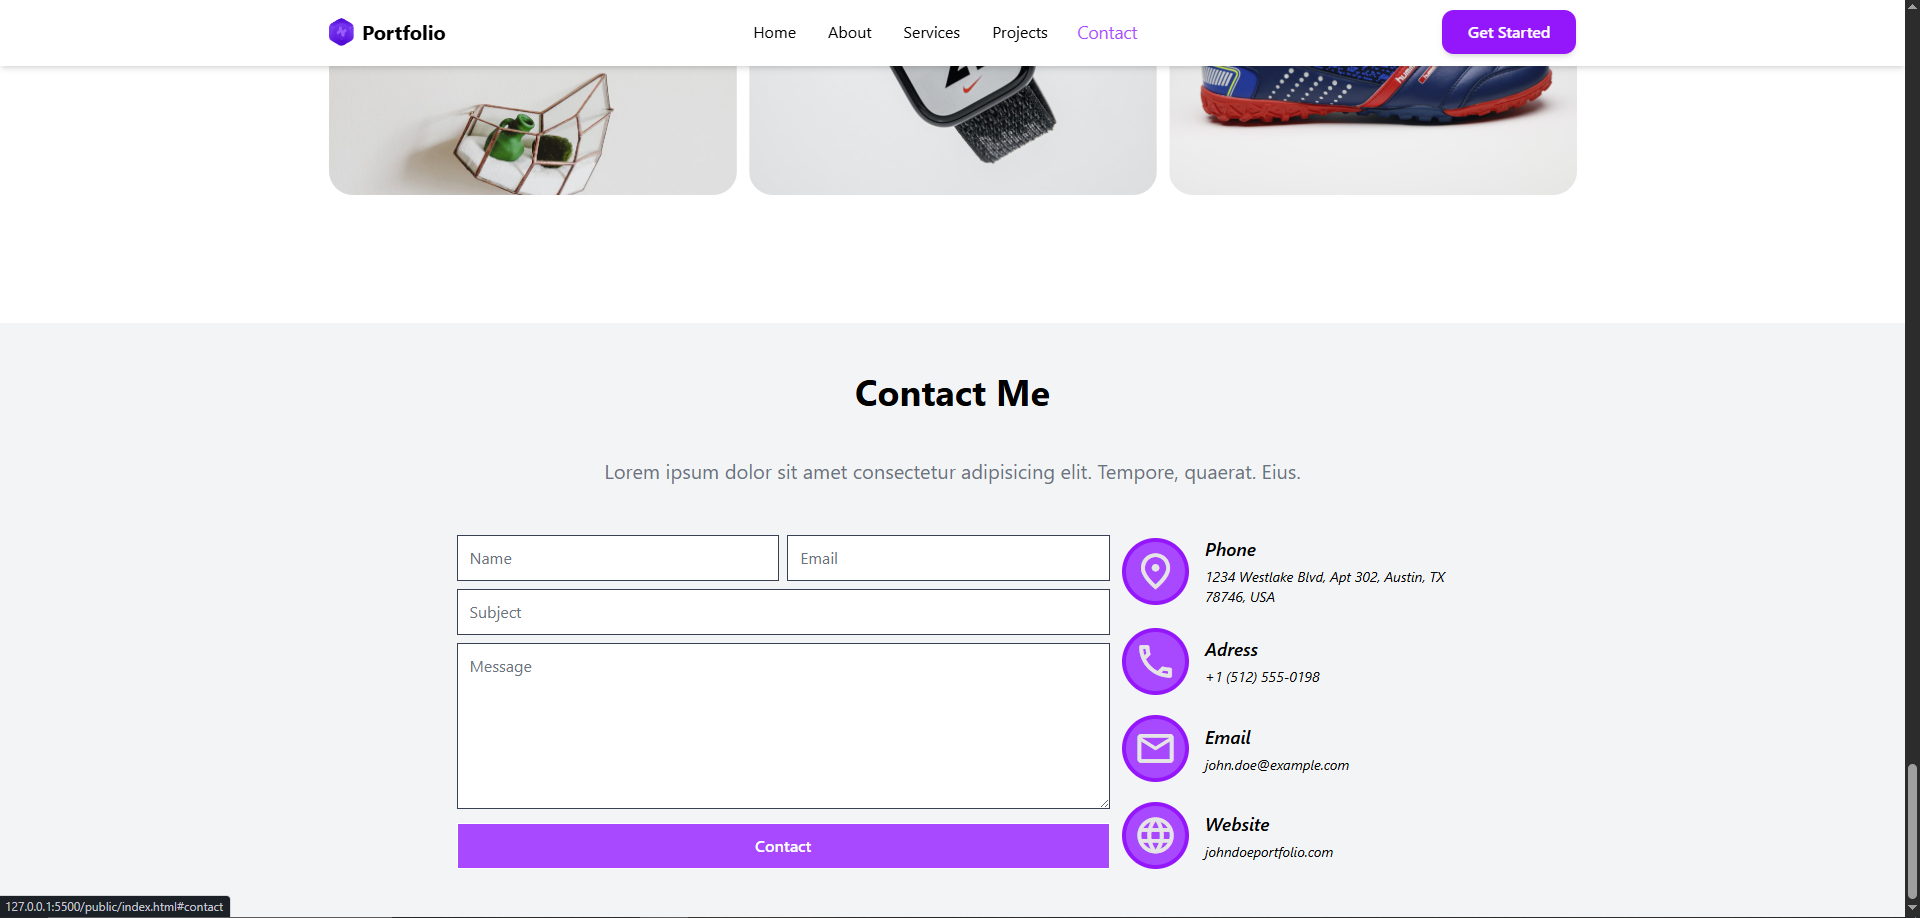 Portfolio
Home
About
Services
Projects
Contact
Get Started
Contact Me
Lorem ipsum dolor sit amet consectetur adipisicing elit. Tempore, quaerat. Eius.
Name
Email
Subject
Message
Contact
Phone
1234 Westlake Blvd, Apt 302, Austin, TX
78746, USA
Adress
+1 (512) 555-0198
Email
john.doe@example.com
Website
johndoeportfolio.com
127.0.0.1:5500/public/index.html#contact